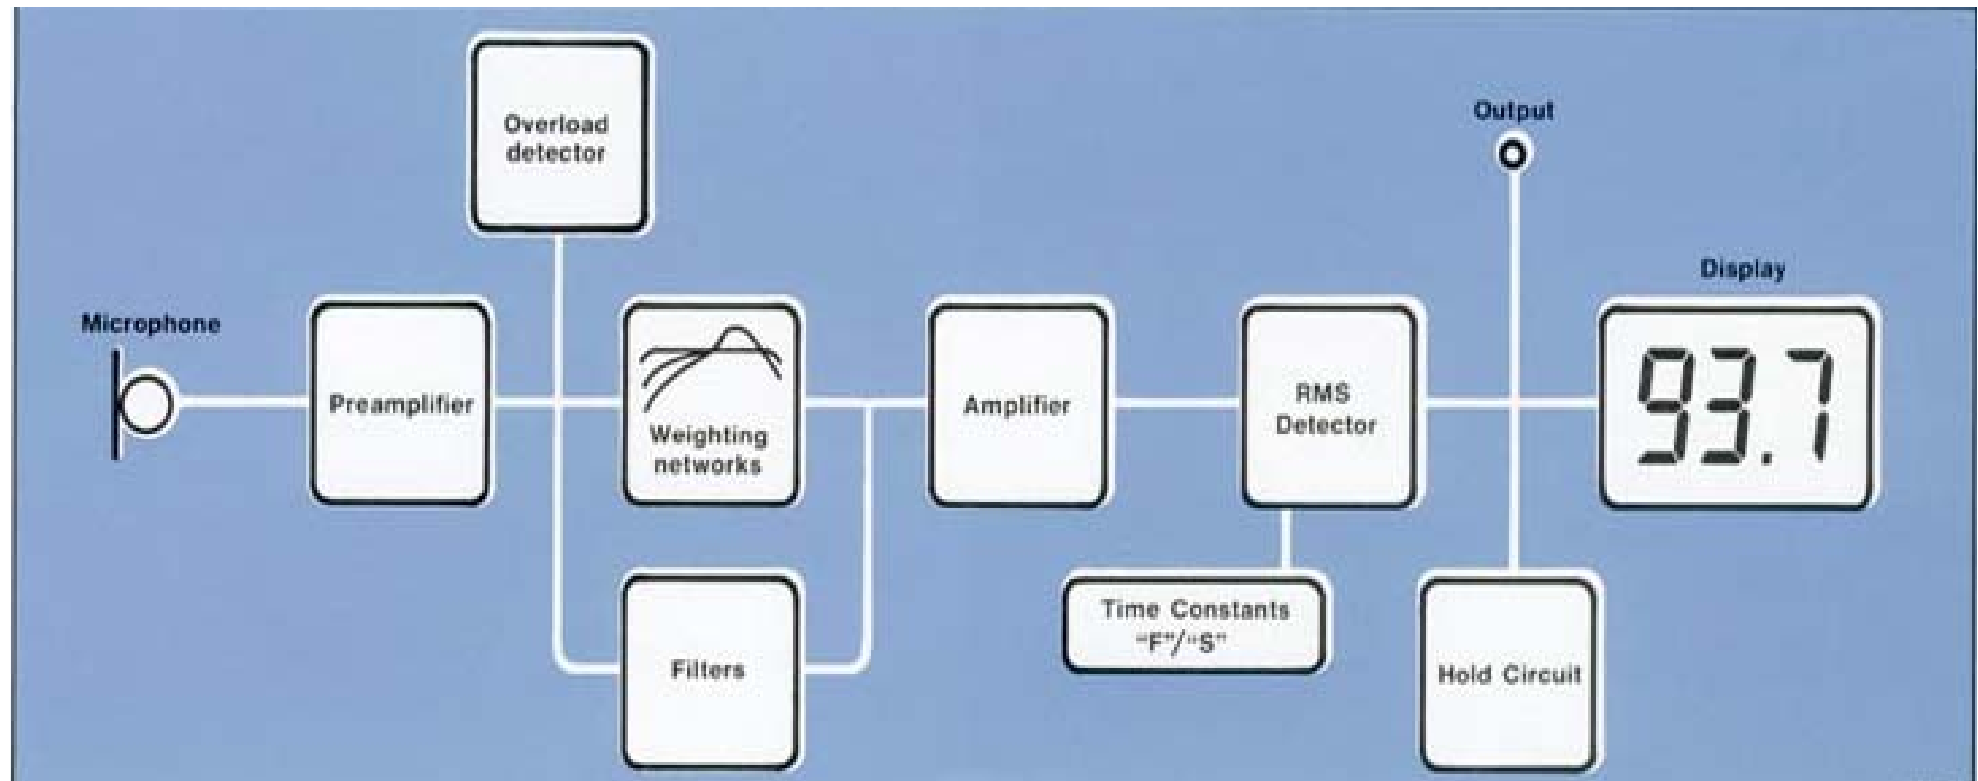 Overload
detector
Output
Display
Microphone
Preamplifier
Weighting
networks
Amplifier
RMS
Detector
93.7
Time Constants
"F"/"S"
Filters
Hold Circuit